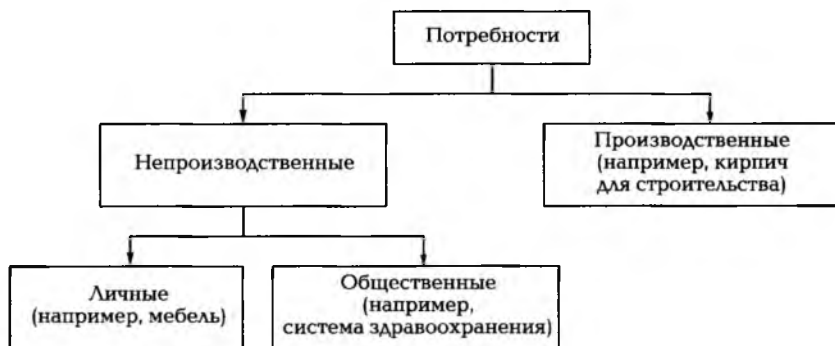 Потребности
Непроизводственные
Производственные
(например, кирпич
для строительства)
Личные
(например, мебель)
Общественные
(например,
система здравоохранения)